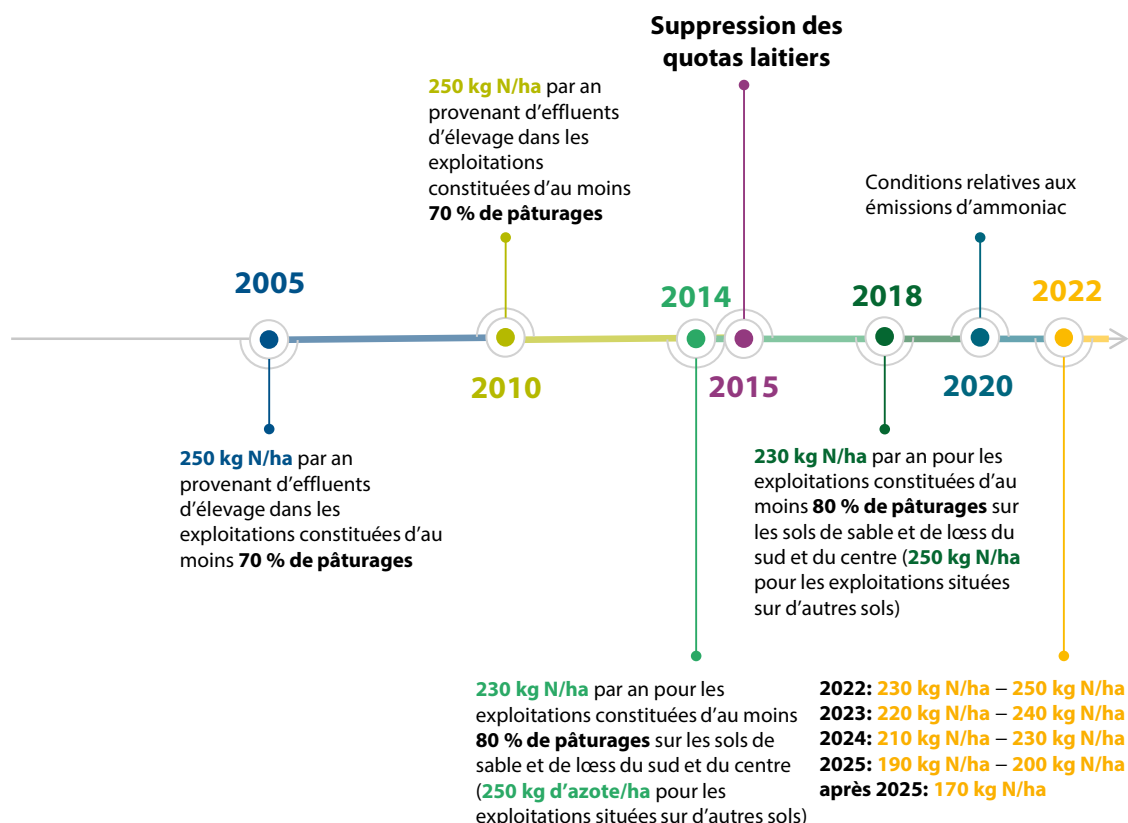 Suppression des
quotas laitiers
250 kg N/ha par an
provenant d'effluents
d'élevage dans les
exploitations
constituées d'au moins
70 % de pâturages
Conditions relatives aux
émissions d'ammoniac
2005
2014
2018
2022
2010
2015
2020
250 kg N/ha par an
provenant d'effluents
d'élevage dans les
exploitations constituées d'au
moins 70 % de pâturages
230 kg N/ha par an pour les
exploitations constituées d'au
moins 80 % de pâturages sur
les sols de sable et de lœss du
sud et du centre (250 kg N/ha
pour les exploitations situées
sur d'autres sols)
230 kg N/ha par an pour les
exploitations constituées d'au moins
80 % de pâturages sur les sols de
sable et de lœss du sud et du centre
(250 kg d'azote/ha pour les
exploitations situées sur d'autres sols)
2022: 230 kg N/ha – 250 kg N/ha
2023: 220 kg N/ha – 240 kg N/ha
2024: 210 kg N/ha – 230 kg N/ha
2025: 190 kg N/ha – 200 kg N/ha
après 2025: 170 kg N/ha